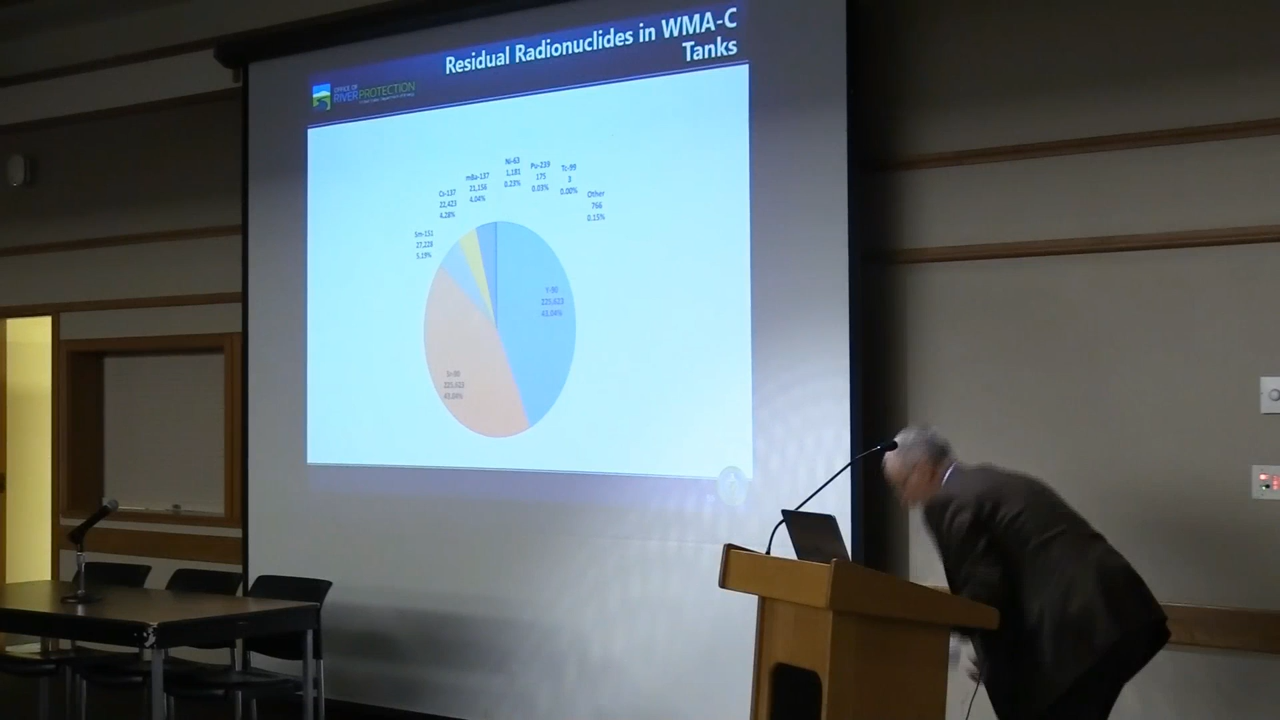 Residual Radionuclides in WMA-C
Tanks
OFFICE OF
RIVER PROTECTION
Ni-63
1,181
0.23%
Pu-239
175
0.03%
Tc-99
3
0.00%
mBa-137
21,156
4.04%
Cs-137
22,423
4.28%
Other
766
0.15%
Sm-151
5.19%
Y-90
225,623
43.04%
Sr-90
225,623
43.04%